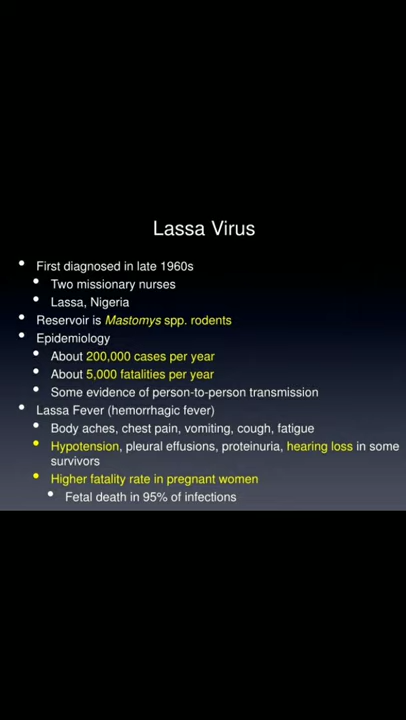 Lassa Virus
• First diagnosed in late 1960s
• Two missionary nurses
• Lassa, Nigeria
• Reservoir is Mastomys spp. rodents
• Epidemiology
• About 200,000 cases per year
• About 5,000 fatalities per year
• Some evidence of person-to-person transmission
• Lassa Fever (hemorrhagic fever)
• Body aches, chest pain, vomiting, cough, fatigue
• Hypotension, pleural effusions, proteinuria, hearing loss in some
survivors
• Higher fatality rate in pregnant women
• Fetal death in 95% of infections